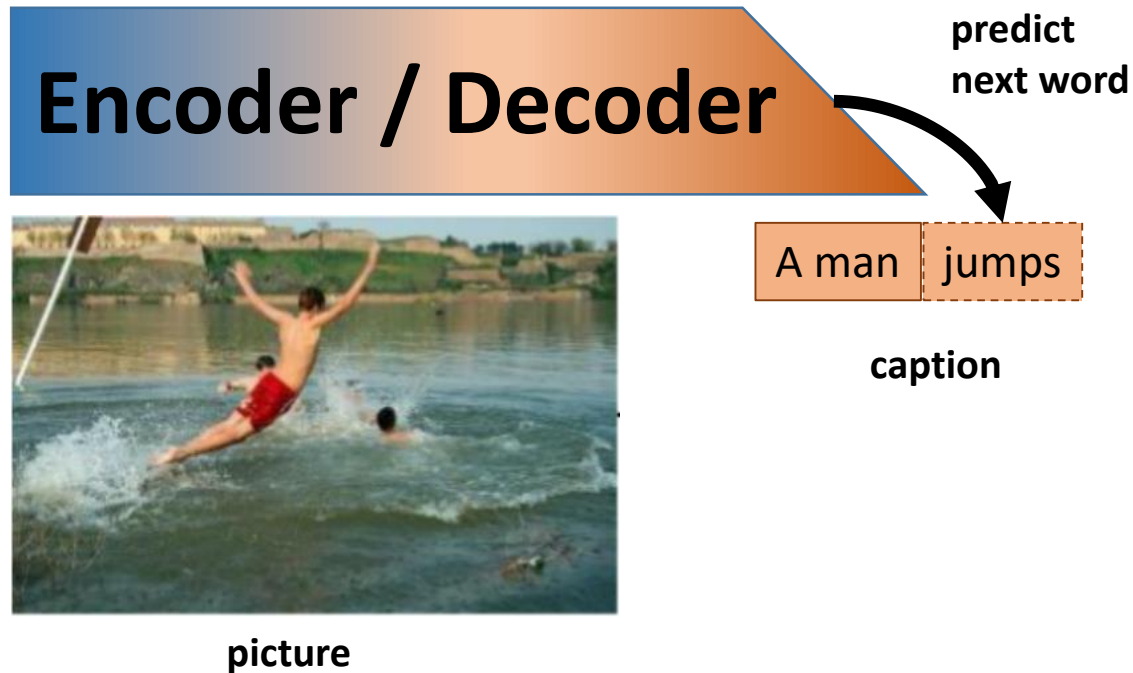 Encoder / Decoder
predict
next word
A man jumps
caption
picture